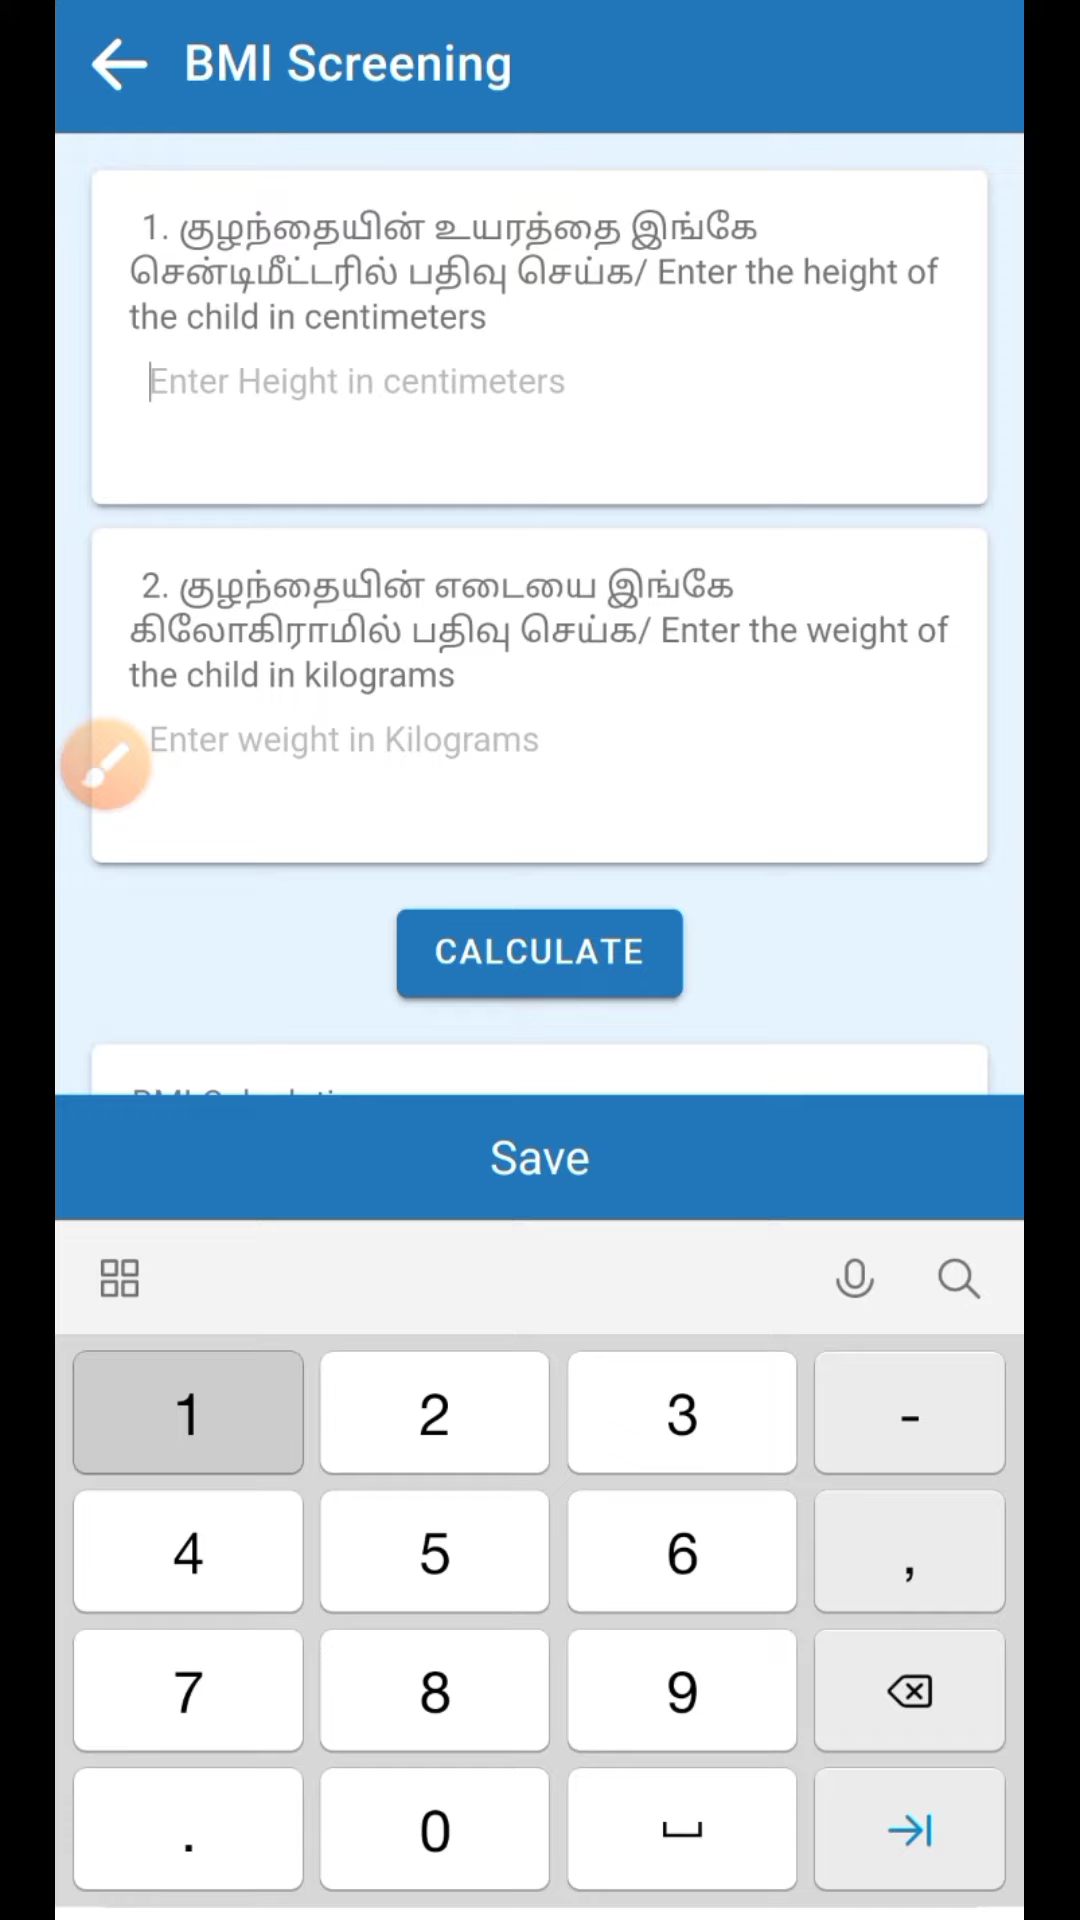 BMI Screening
1. குழந்தையின் உயரத்தை இங்கே
சென்டிமீட்டரில் பதிவு செய்க/ Enter the height of
the child in centimeters
Enter Height in centimeters
2. குழந்தையின் எடையை இங்கே
கிலோகிராமில் பதிவு செய்க/ Enter the weight of
the child in kilograms
Enter weight in Kilograms
CALCULATE
Save
1 2 3 -
4 5 6 ,
7 8 9
. 0